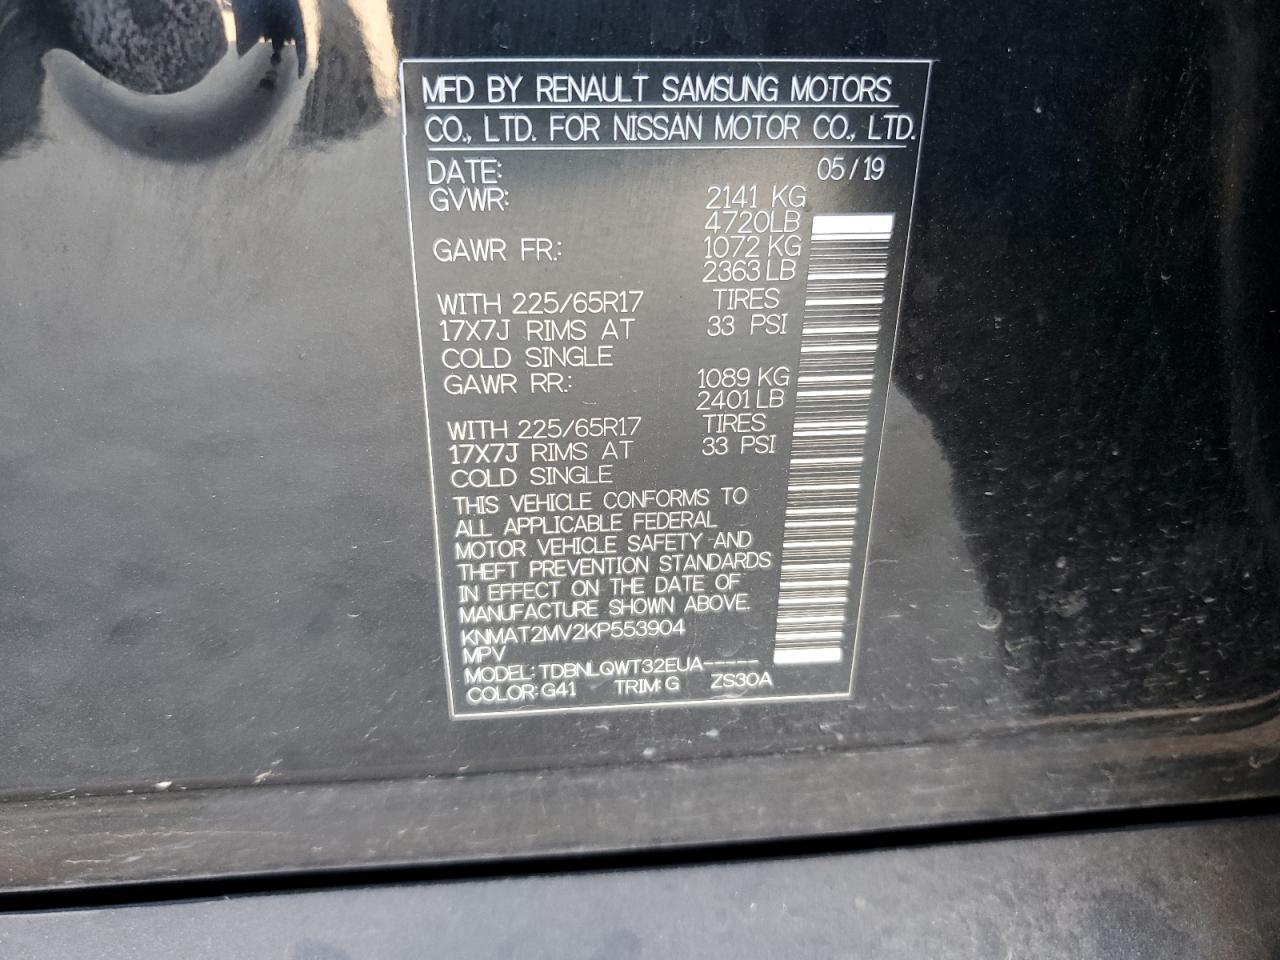 MFD BY RENAULT SAMSUNG MOTORS
CO., LTD. FOR NISSAN MOTOR CO., LTD.
DATE: 05/19
GVWR: 2141 KG
4720LB
GAWR FR.: 1072 KG
2363 LB
WITH 225/65R17 TIRES
17X7J RIMS AT 33 PSI
COLD SINGLE
GAWR RR.: 1089 KG
2401 LB
WITH 225/65R17 TIRES
17X7J RIMS AT 33 PSI
COLD SINGLE
THIS VEHICLE CONFORMS TO
ALL APPLICABLE FEDERAL
MOTOR VEHICLE SAFETY AND
THEFT PREVENTION STANDARDS
IN EFFECT ON THE DATE OF
MANUFACTURE SHOWN ABOVE.
KNMAT2MV2KP553904
MPV
MODEL: TDBNLQWT32EUA-----
COLOR: G41 TRIM: G ZS30A